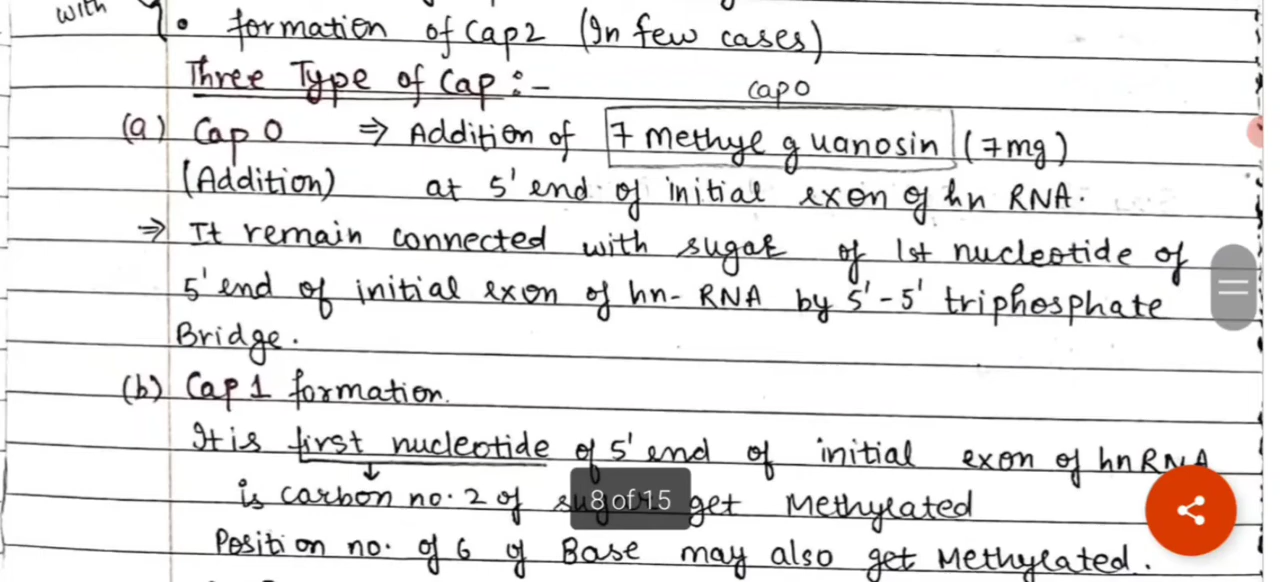 with
• formation of Cap2 (In few cases)
Three Type of Cap :-
cap0
(a) Cap 0 ⇒ Addition of 7 Methyl guanosin (7mg)
(Addition) at 5' end of initial exon of hn RNA.
⇒ It remain connected with sugar of 1st nucleotide of
5' end of initial exon of hn-RNA by 5'-5' triphosphate
Bridge.
(b) Cap 1 formation.
It is first nucleotide of 5' end of initial exon of hnRNA
is carbon no. 2 of sugar get Methylated
8 of 15
Position no. of 6 of Base may also get Methylated.